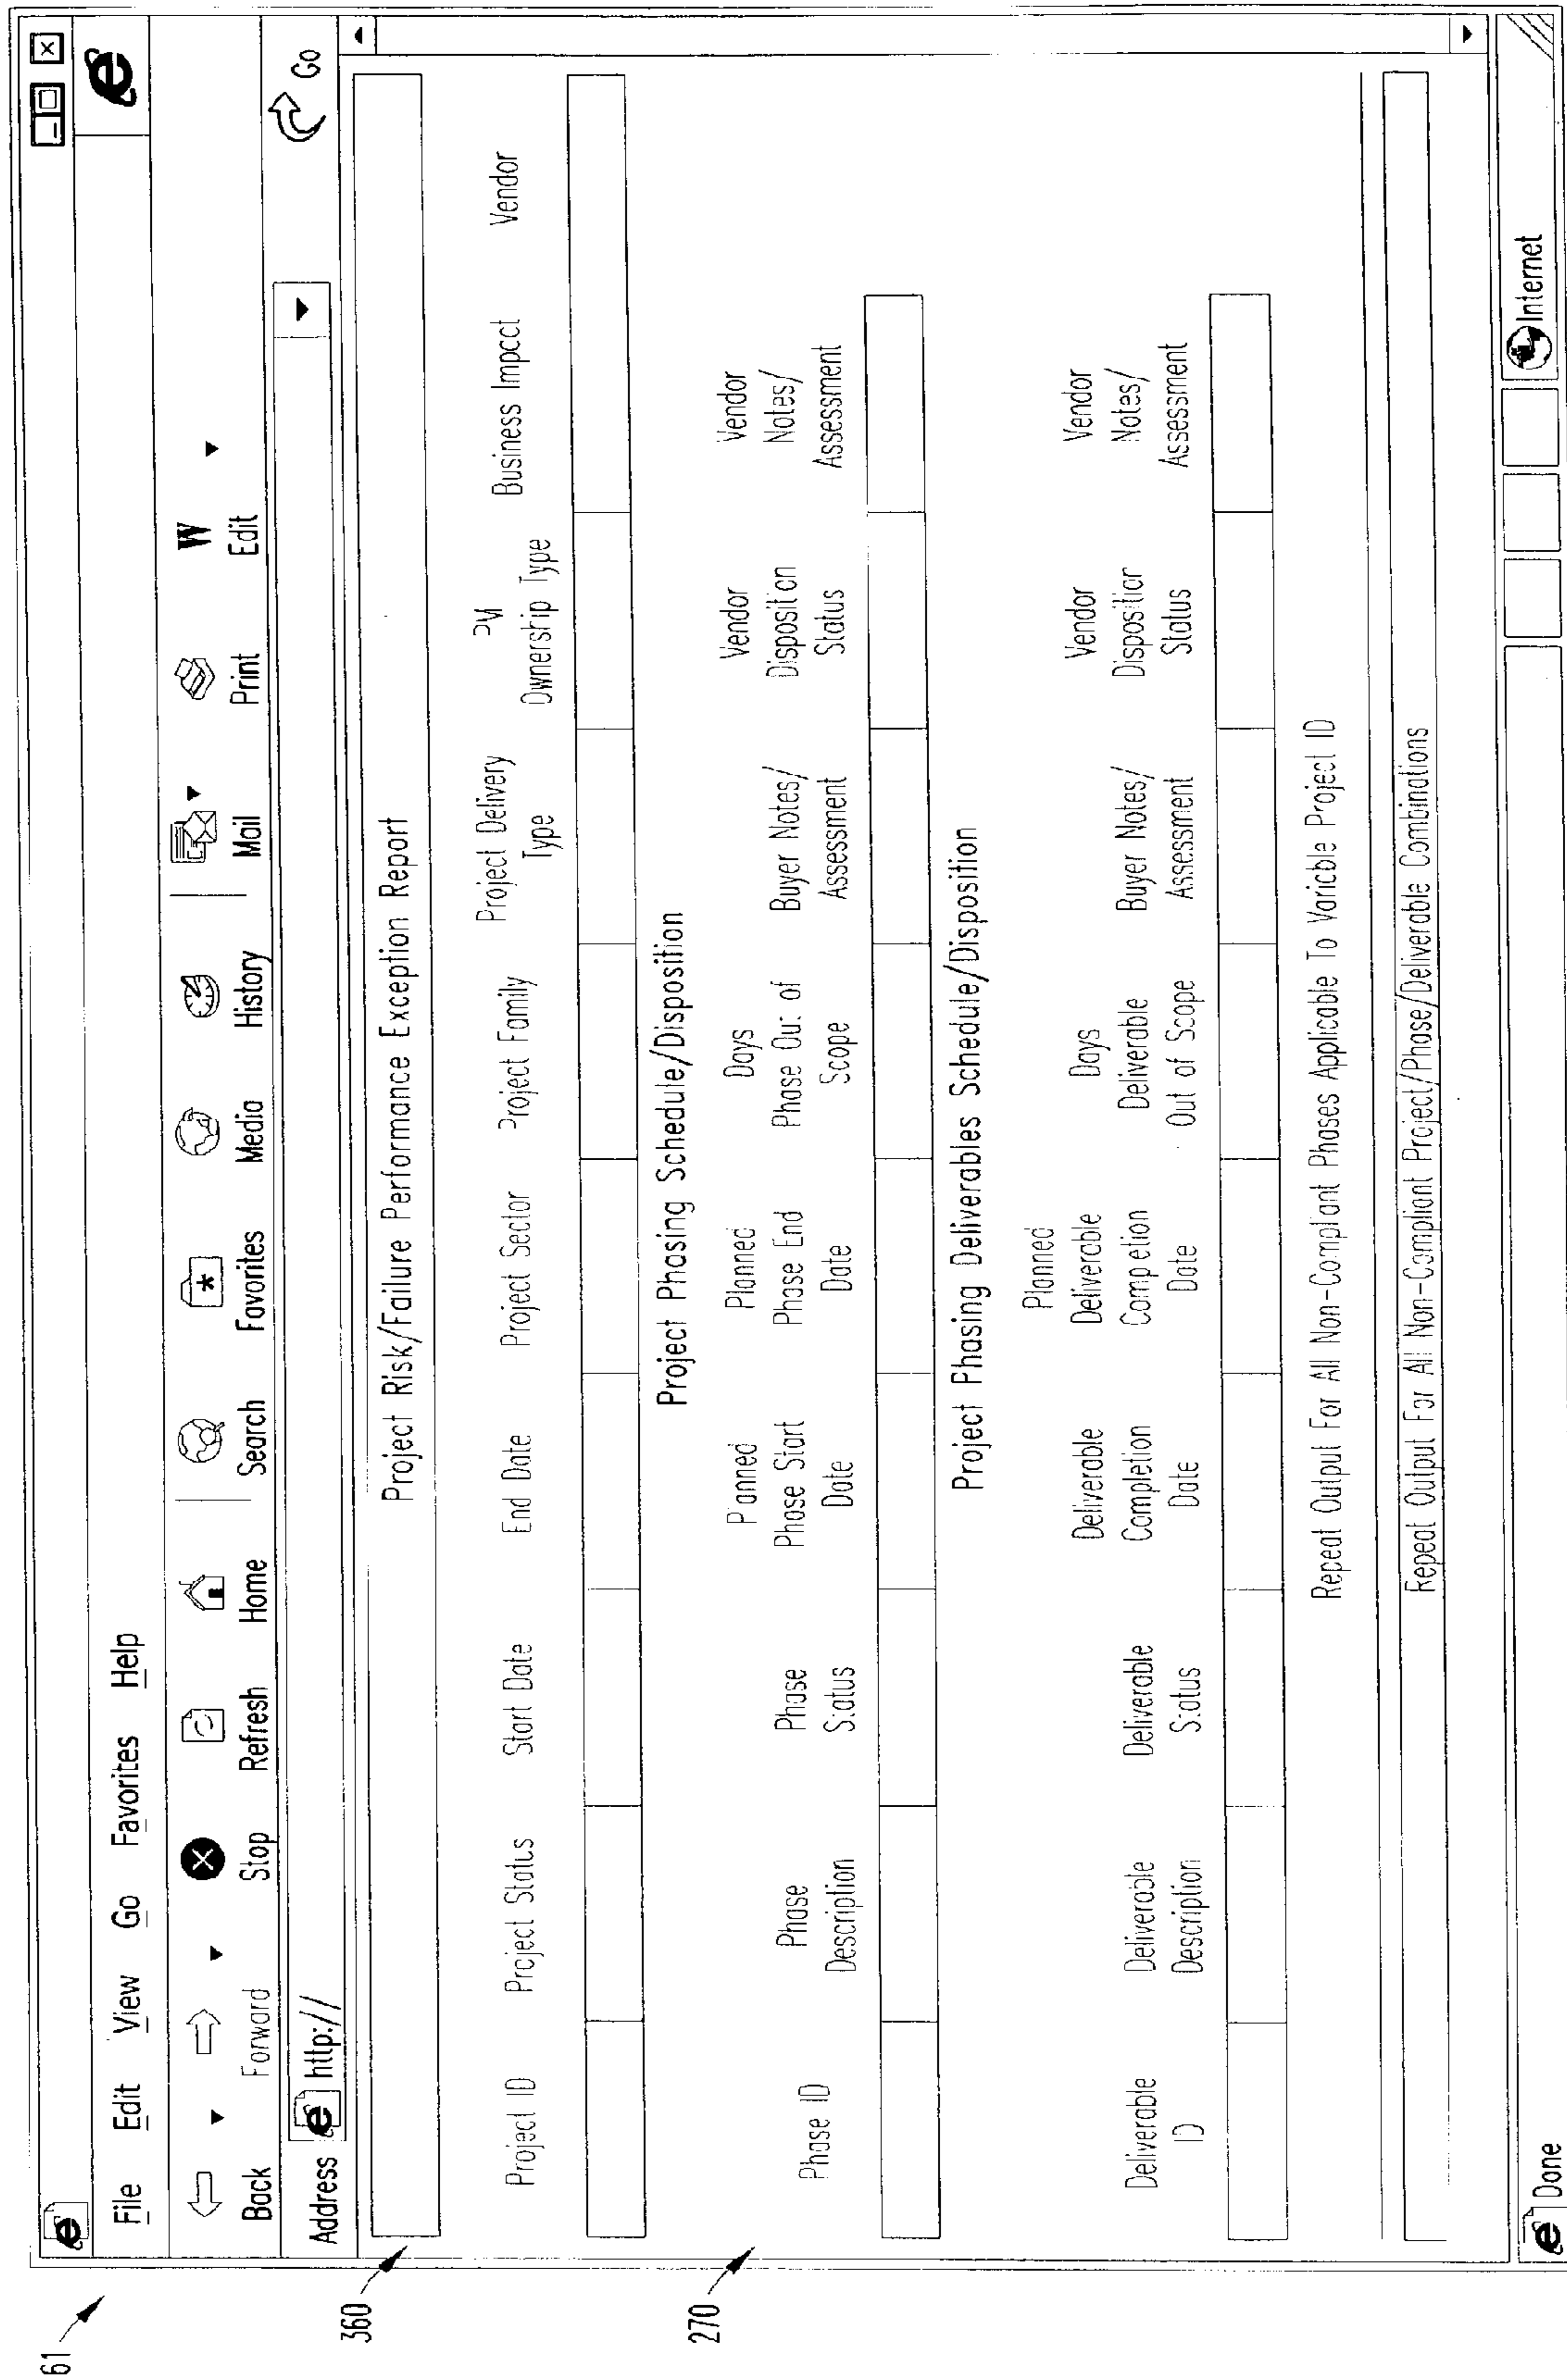 61
File Edit View Go Favorites Help
Back Forward Stop Refresh Home Search Favorites Media History Mail Print Edit
Address http:// Go
360
Project Risk/Failure Performance Exception Report
Project ID Project Status Start Date End Date Project Sector Project Family Project Delivery Type PM Ownership Type Business Impact Vendor
270
Project Phasing Schedule/Disposition
Phase ID Phase Description Phase Status Planned Phase Start Date Planned Phase End Date Days Phase Out of Scope Buyer Notes/ Assessment Vendor Disposition Status Vendor Notes/ Assessment
Project Phasing Deliverables Schedule/Disposition
Deliverable ID Deliverable Description Deliverable Status Deliverable Completion Date Planned Deliverable Completion Date Days Deliverable Out of Scope Buyer Notes/ Assessment Vendor Disposition Status Vendor Notes/ Assessment
Repeat Output For All Non-Compliant Phases Applicable To Variable Project ID
Repeat Output For All Non-Compliant Project/Phase/Deliverable Combinations
Done Internet